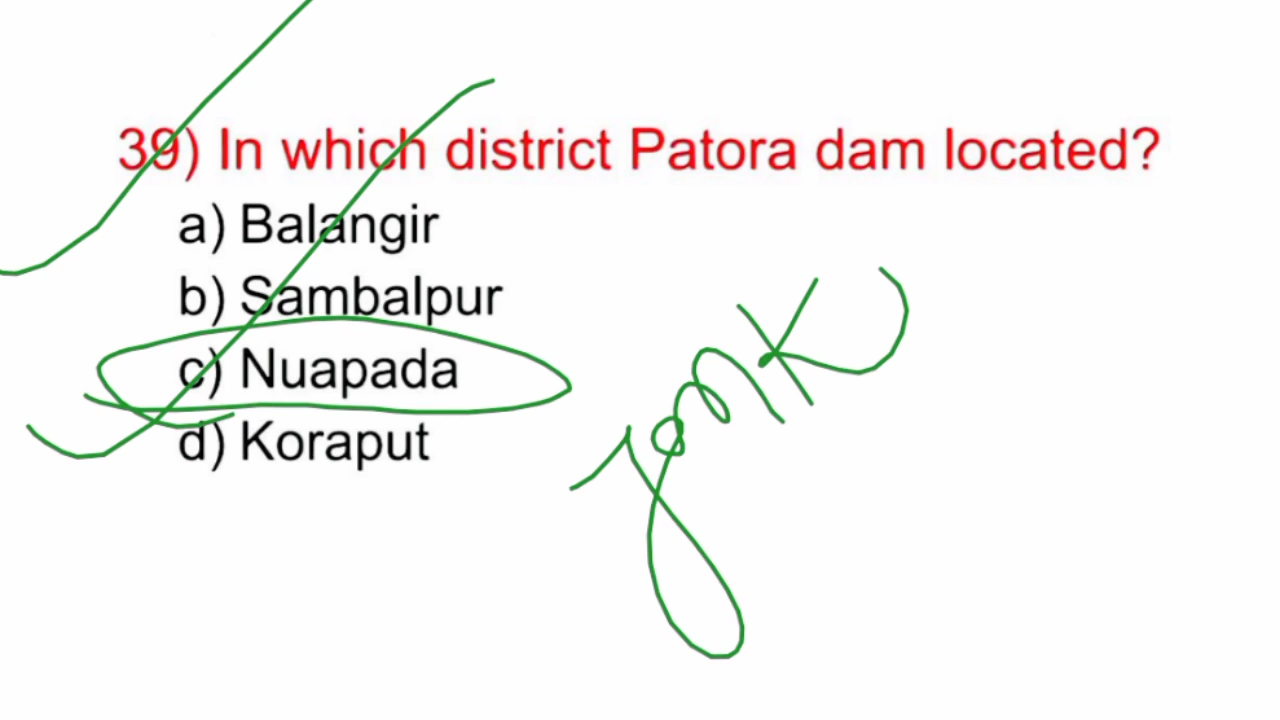 39) In which district Patora dam located?
a) Balangir
b) Sambalpur
c) Nuapada
d) Koraput